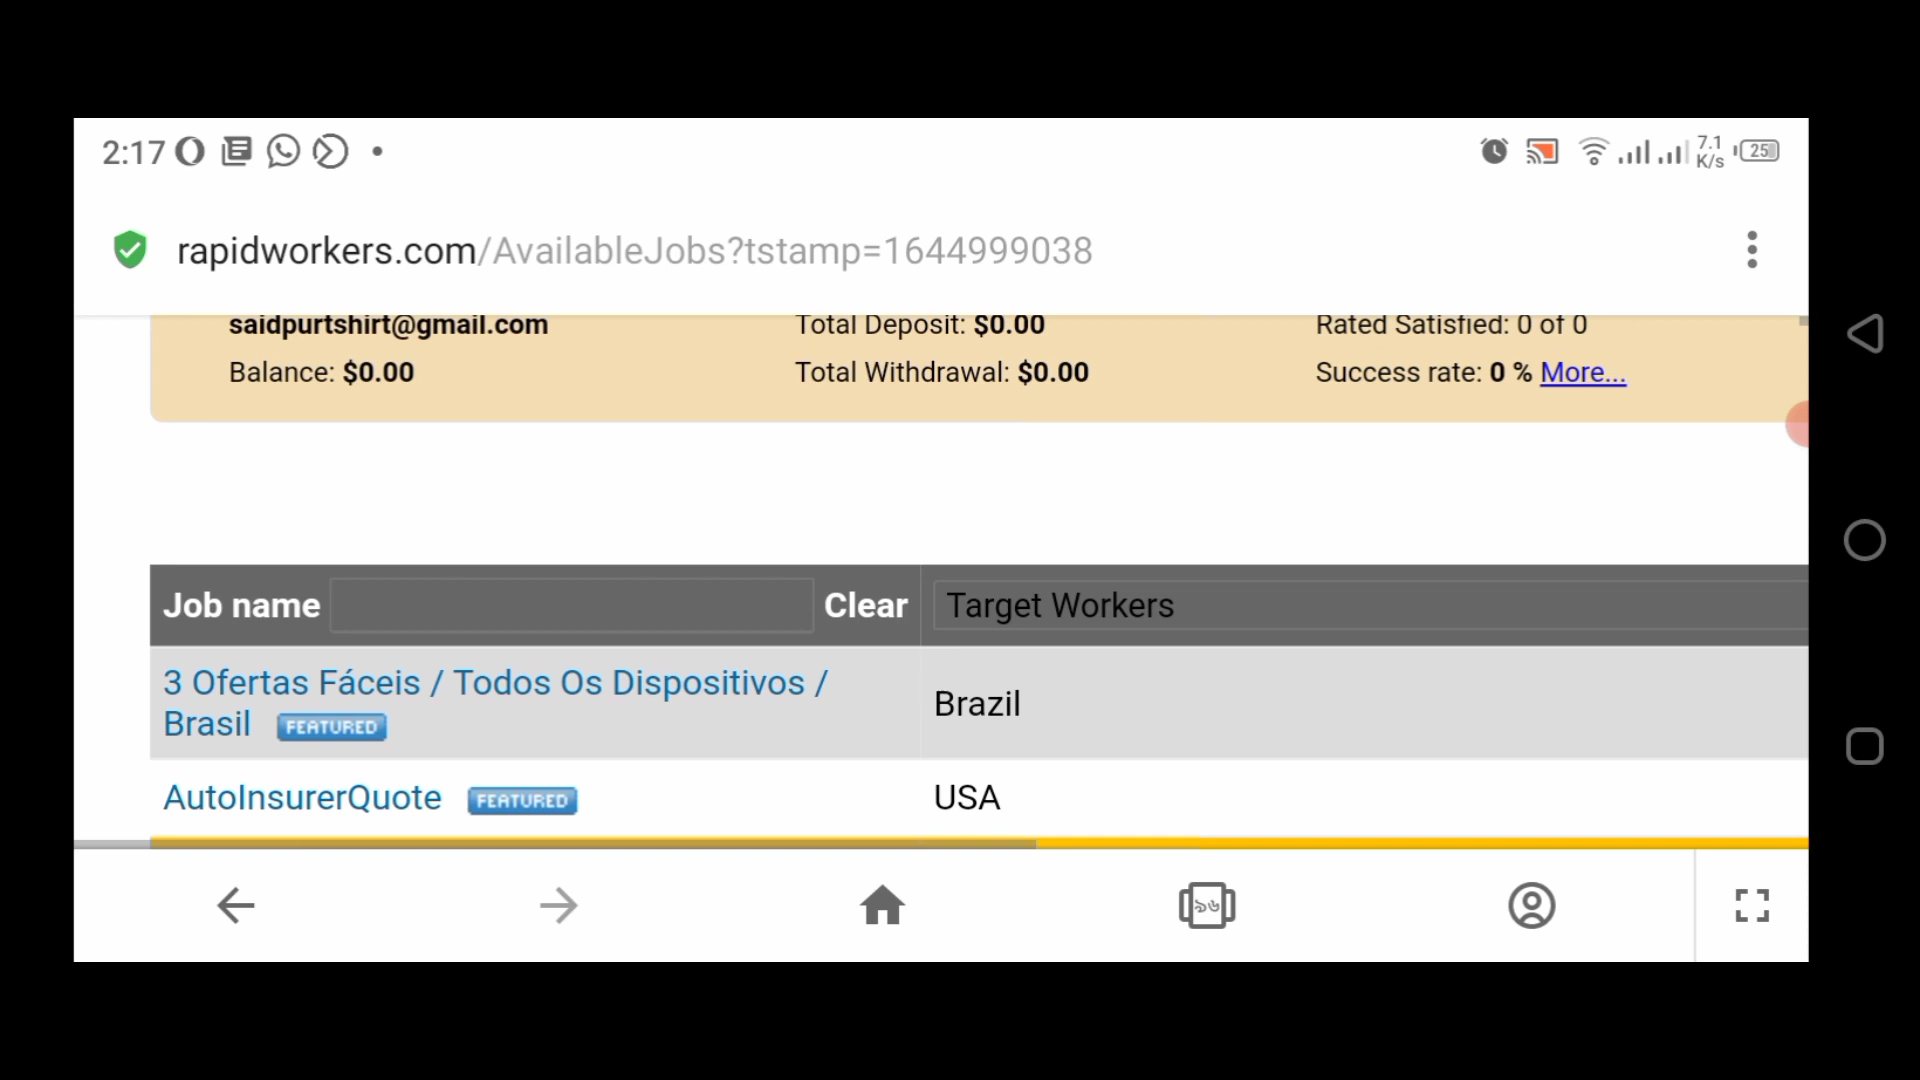 2:17
7.1
K/s
25
rapidworkers.com/AvailableJobs?tstamp=1644999038
saidpurtshirt@gmail.com Total Deposit: $0.00 Rated Satisfied: 0 of 0
Balance: $0.00 Total Withdrawal: $0.00 Success rate: 0 % More...
Job name Clear Target Workers
3 Ofertas Fáceis / Todos Os Dispositivos /
Brasil FEATURED
Brazil
AutoInsurerQuote FEATURED USA
১৬